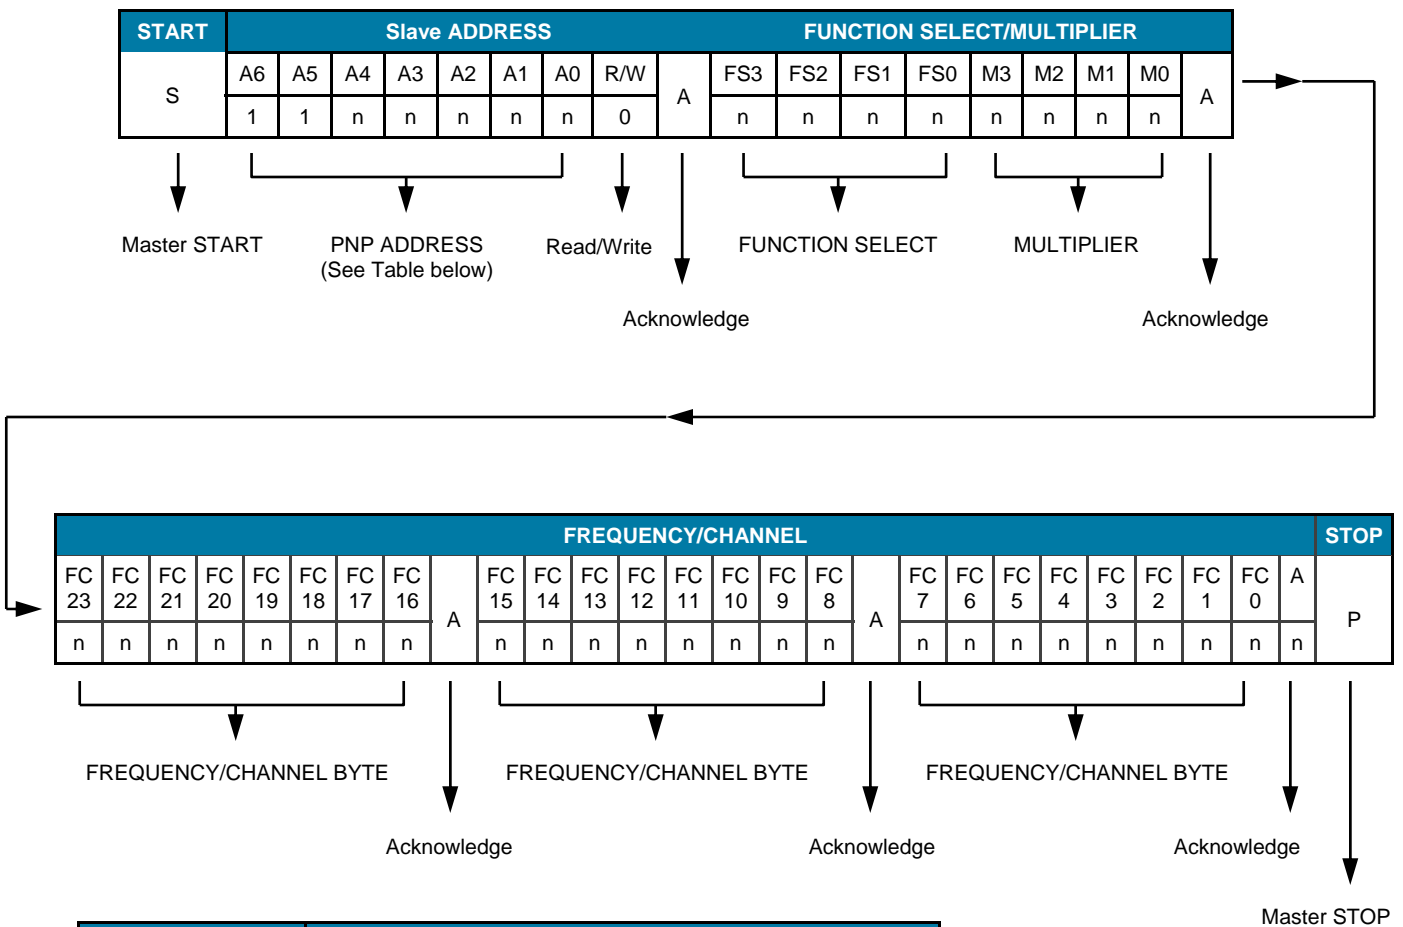 START Slave ADDRESS FUNCTION SELECT/MULTIPLIER
S A6 A5 A4 A3 A2 A1 A0 R/W A FS3 FS2 FS1 FS0 M3 M2 M1 M0 A
1 1 n n n n n 0 n n n n n n n n
Master START PNP ADDRESS Read/Write FUNCTION SELECT MULTIPLIER
(See Table below)
Acknowledge Acknowledge
FREQUENCY/CHANNEL STOP
FC FC FC FC FC FC FC FC A FC FC FC FC FC FC FC FC A FC FC FC FC FC FC FC FC A P
23 22 21 20 19 18 17 16 15 14 13 12 11 10 9 8 7 6 5 4 3 2 1 0
n n n n n n n n n n n n n n n n n n n n n n n n n
FREQUENCY/CHANNEL BYTE FREQUENCY/CHANNEL BYTE FREQUENCY/CHANNEL BYTE
Acknowledge Acknowledge Acknowledge
Master STOP